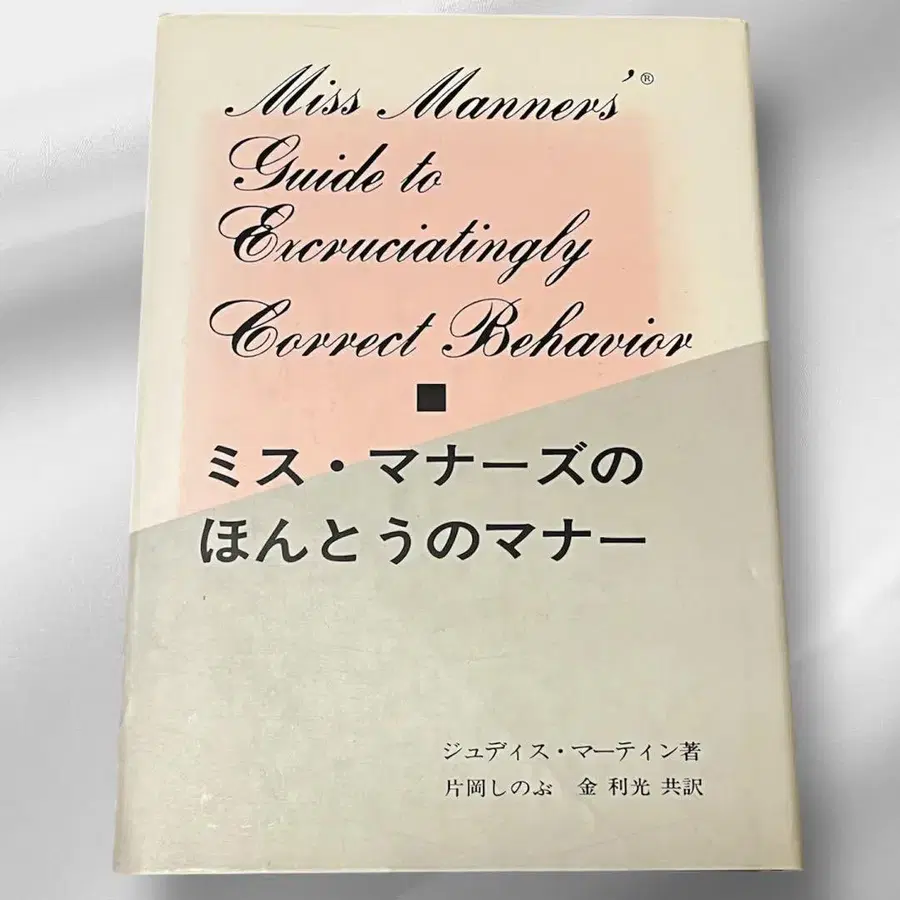 Miss Manners'®
Guide to
Excruciatingly
Correct Behavior
■
ミス・マナーズの
ほんとうのマナー
ジュディス・マーティン著
片岡しのぶ 金 利光 共訳